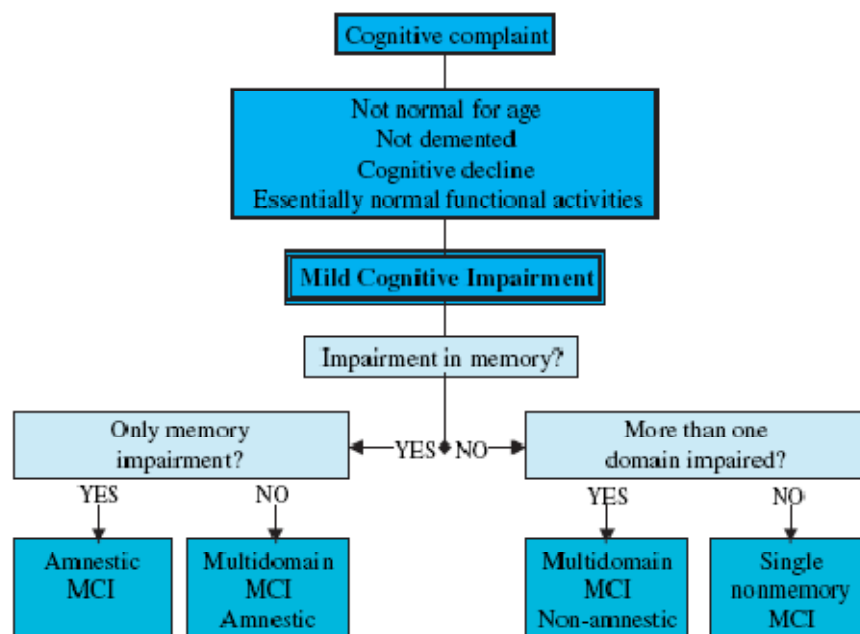 Cognitive complaint
Not normal for age
Not demented
Cognitive decline
Essentially normal functional activities
Mild Cognitive Impairment
Impairment in memory?
Only memory
impairment?
YES NO
More than one
domain impaired?
YES
NO
YES
NO
Amnestic
MCI
Multidomain
MCI
Amnestic
Multidomain
MCI
Non-amnestic
Single
nonmemory
MCI